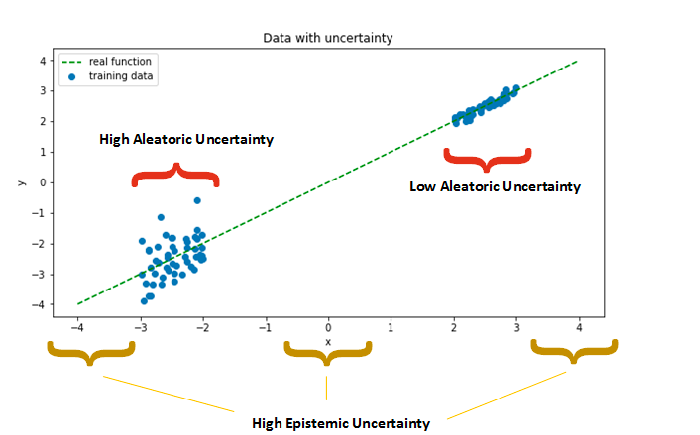 Data with uncertainty
real function
training data
High Aleatoric Uncertainty
Low Aleatoric Uncertainty
y
4
3
2
1
0
−1
−2
−3
−4
−4 −3 −2 −1 0 1 2 3 4
x
High Epistemic Uncertainty